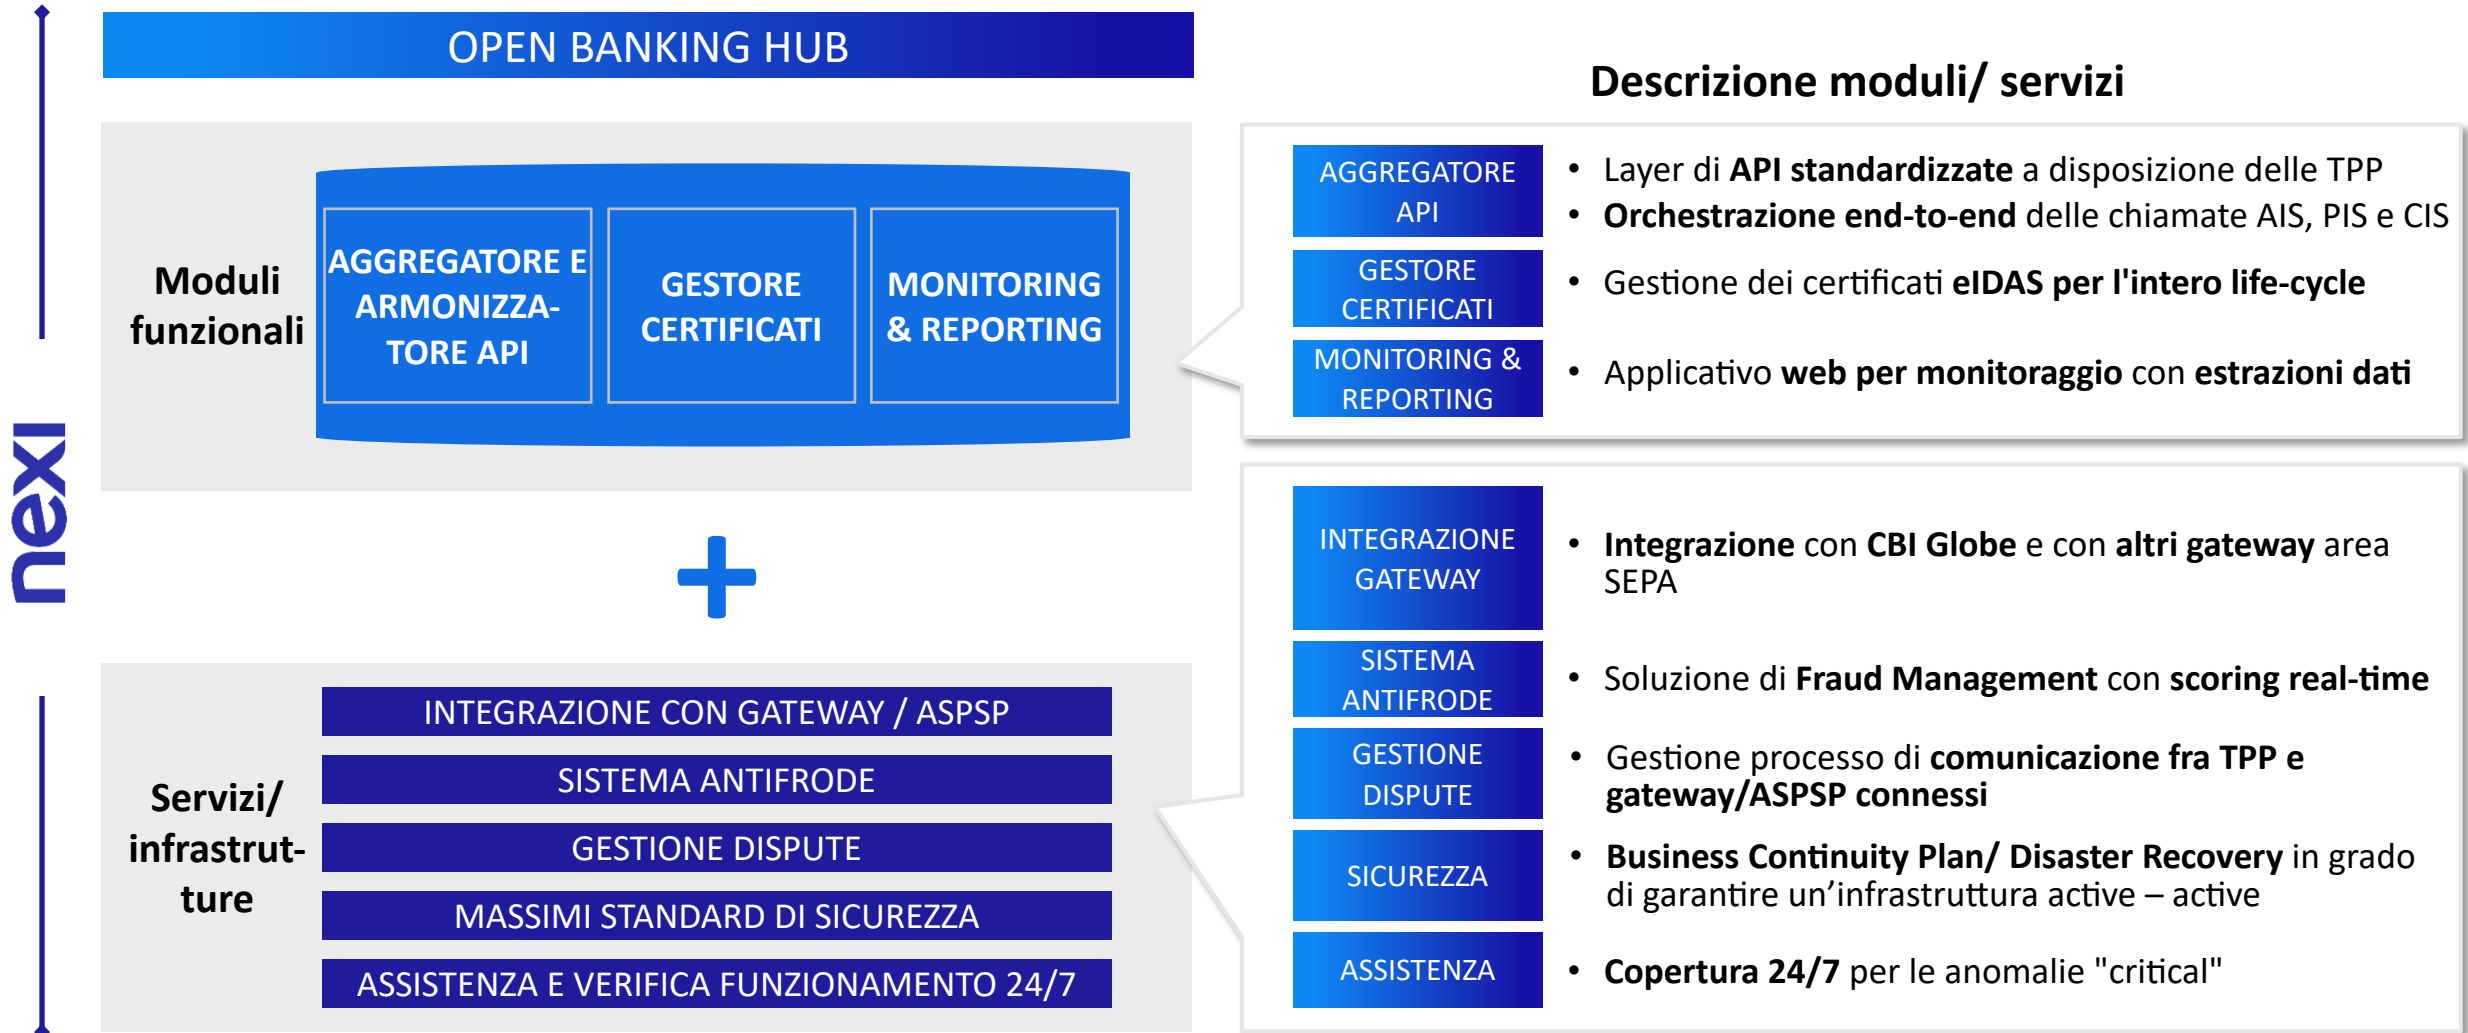 nexi
OPEN BANKING HUB
Moduli
funzionali
AGGREGATORE E
ARMONIZZA-
TORE API
GESTORE
CERTIFICATI
MONITORING
& REPORTING
+
Servizi/
infrastrut-
ture
INTEGRAZIONE CON GATEWAY / ASPSP
SISTEMA ANTIFRODE
GESTIONE DISPUTE
MASSIMI STANDARD DI SICUREZZA
ASSISTENZA E VERIFICA FUNZIONAMENTO 24/7
Descrizione moduli/ servizi
AGGREGATORE
API
• Layer di API standardizzate a disposizione delle TPP
• Orchestrazione end-to-end delle chiamate AIS, PIS e CIS
GESTORE
CERTIFICATI
• Gestione dei certificati eIDAS per l'intero life-cycle
MONITORING &
REPORTING
• Applicativo web per monitoraggio con estrazioni dati
INTEGRAZIONE
GATEWAY
• Integrazione con CBI Globe e con altri gateway area
SEPA
SISTEMA
ANTIFRODE
• Soluzione di Fraud Management con scoring real-time
GESTIONE
DISPUTE
• Gestione processo di comunicazione fra TPP e
gateway/ASPSP connessi
SICUREZZA
• Business Continuity Plan/ Disaster Recovery in grado
di garantire un’infrastruttura active – active
ASSISTENZA
• Copertura 24/7 per le anomalie "critical"